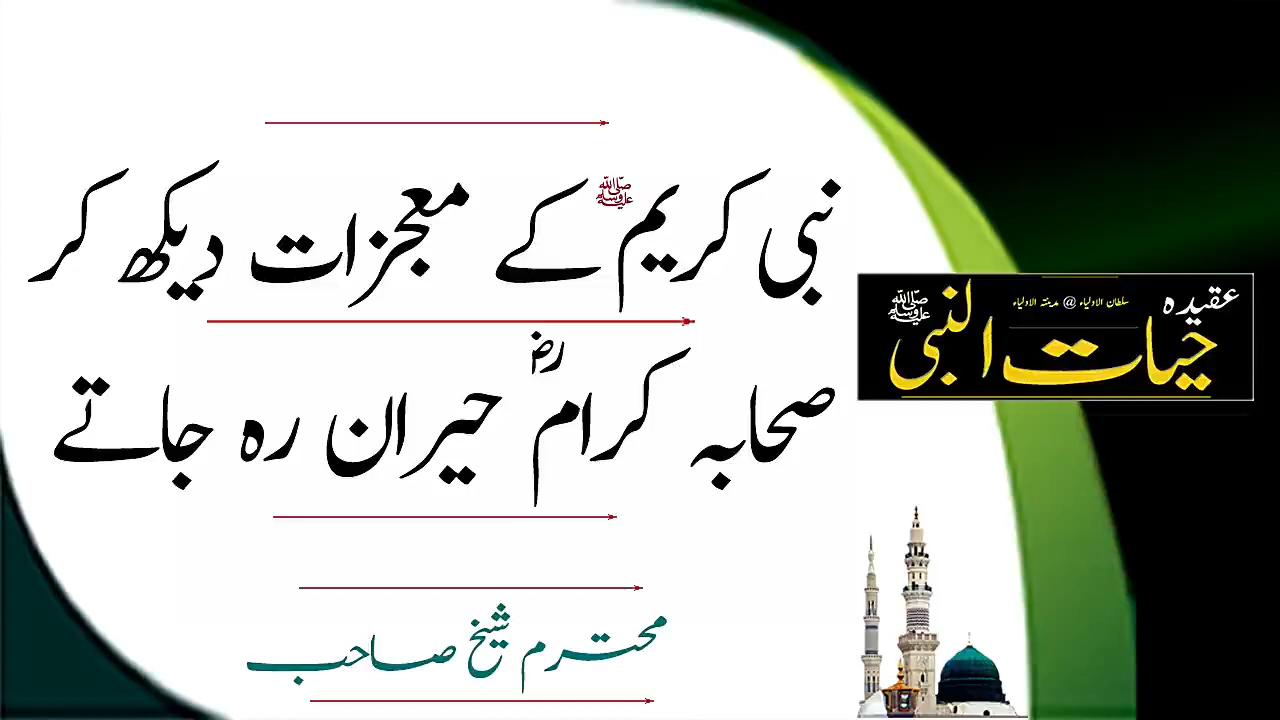 نبی کریم ﷺ کے معجزات دیکھ کر
صحابہ کرام رض حیران رہ جاتے
محترم شیخ صاحب
عقیدہ
سلطان الاولیاء @ مدینۃ الاولیاء
حیات النبی ﷺ